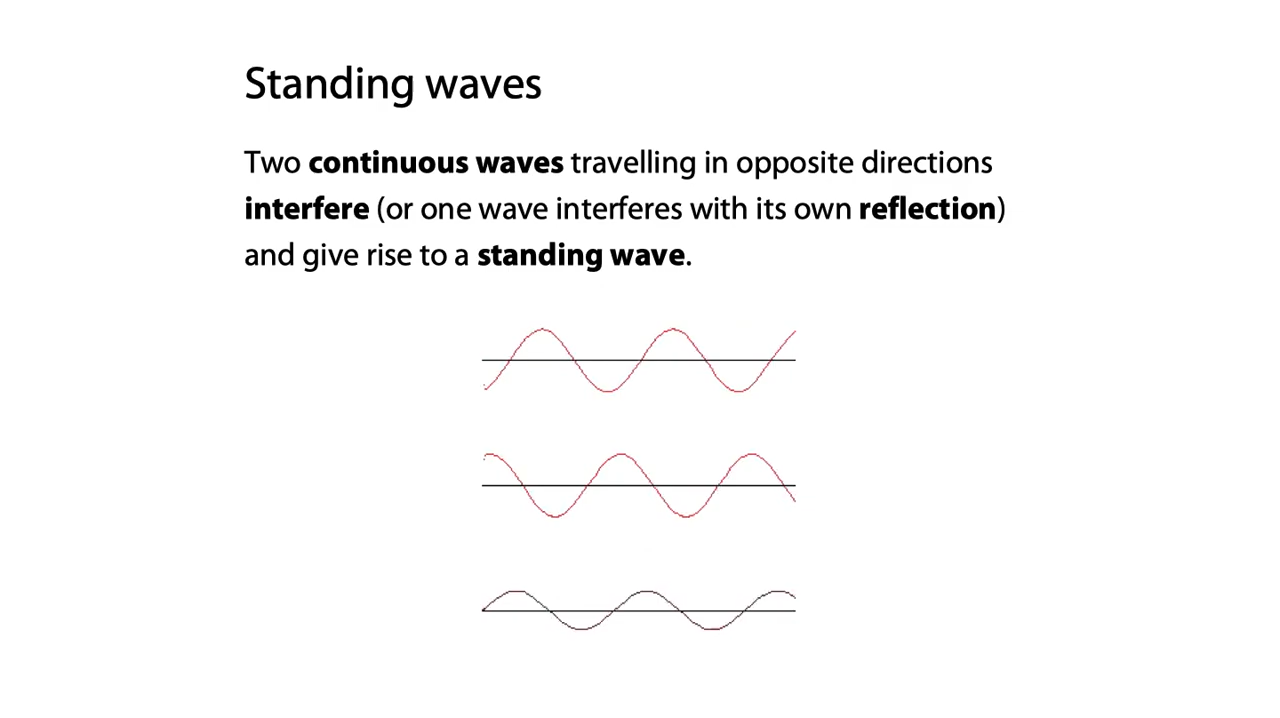 Standing waves
Two continuous waves travelling in opposite directions
interfere (or one wave interferes with its own reflection)
and give rise to a standing wave.